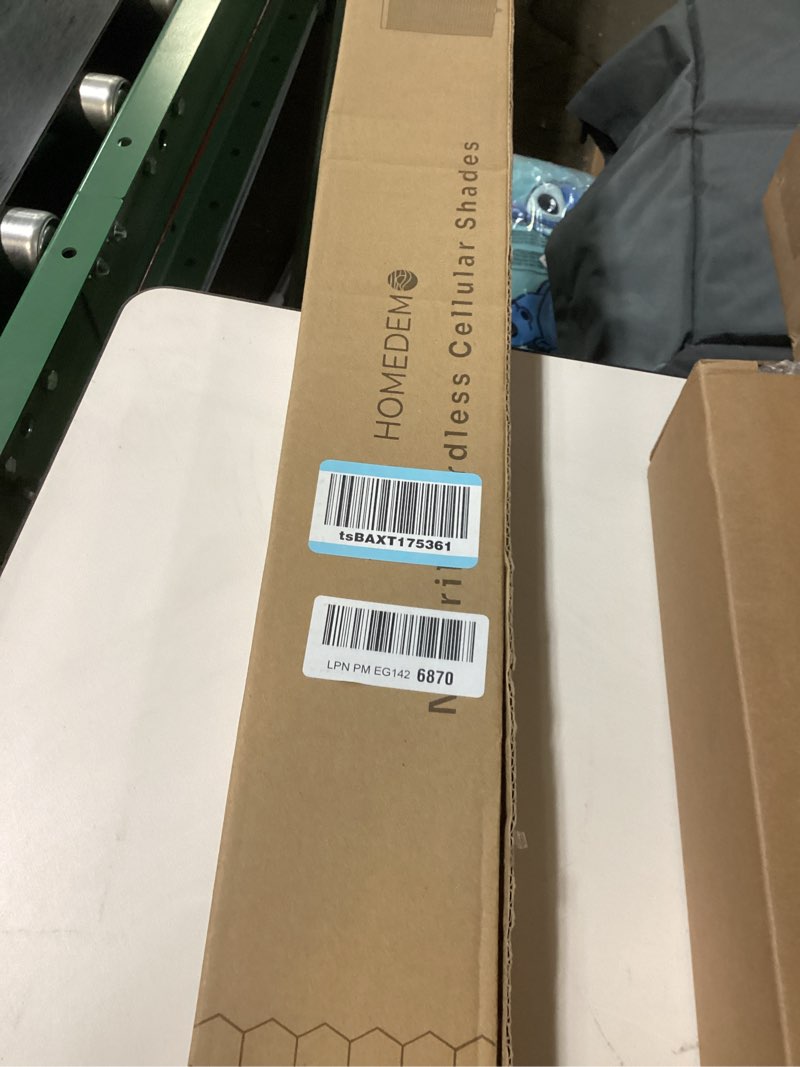 HOMEDEMO
rdless Cellular Shades
tsBAXT175361
LPN PM EG142 6870